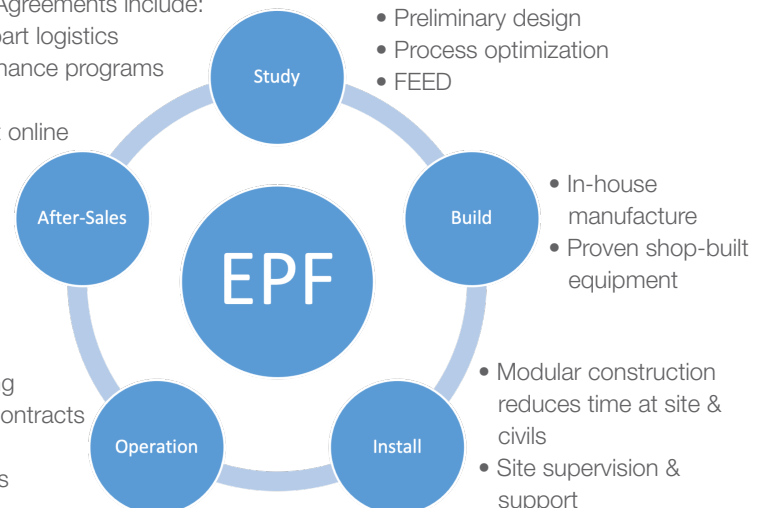 Agreements include:
part logistics
nance programs
online
• Preliminary design
• Process optimization
• FEED
Study
After-Sales
Build
• In-house
manufacture
• Proven shop-built
equipment
EPF
ng
ontracts
s
Operation
Install
• Modular construction
reduces time at site &
civils
• Site supervision &
support